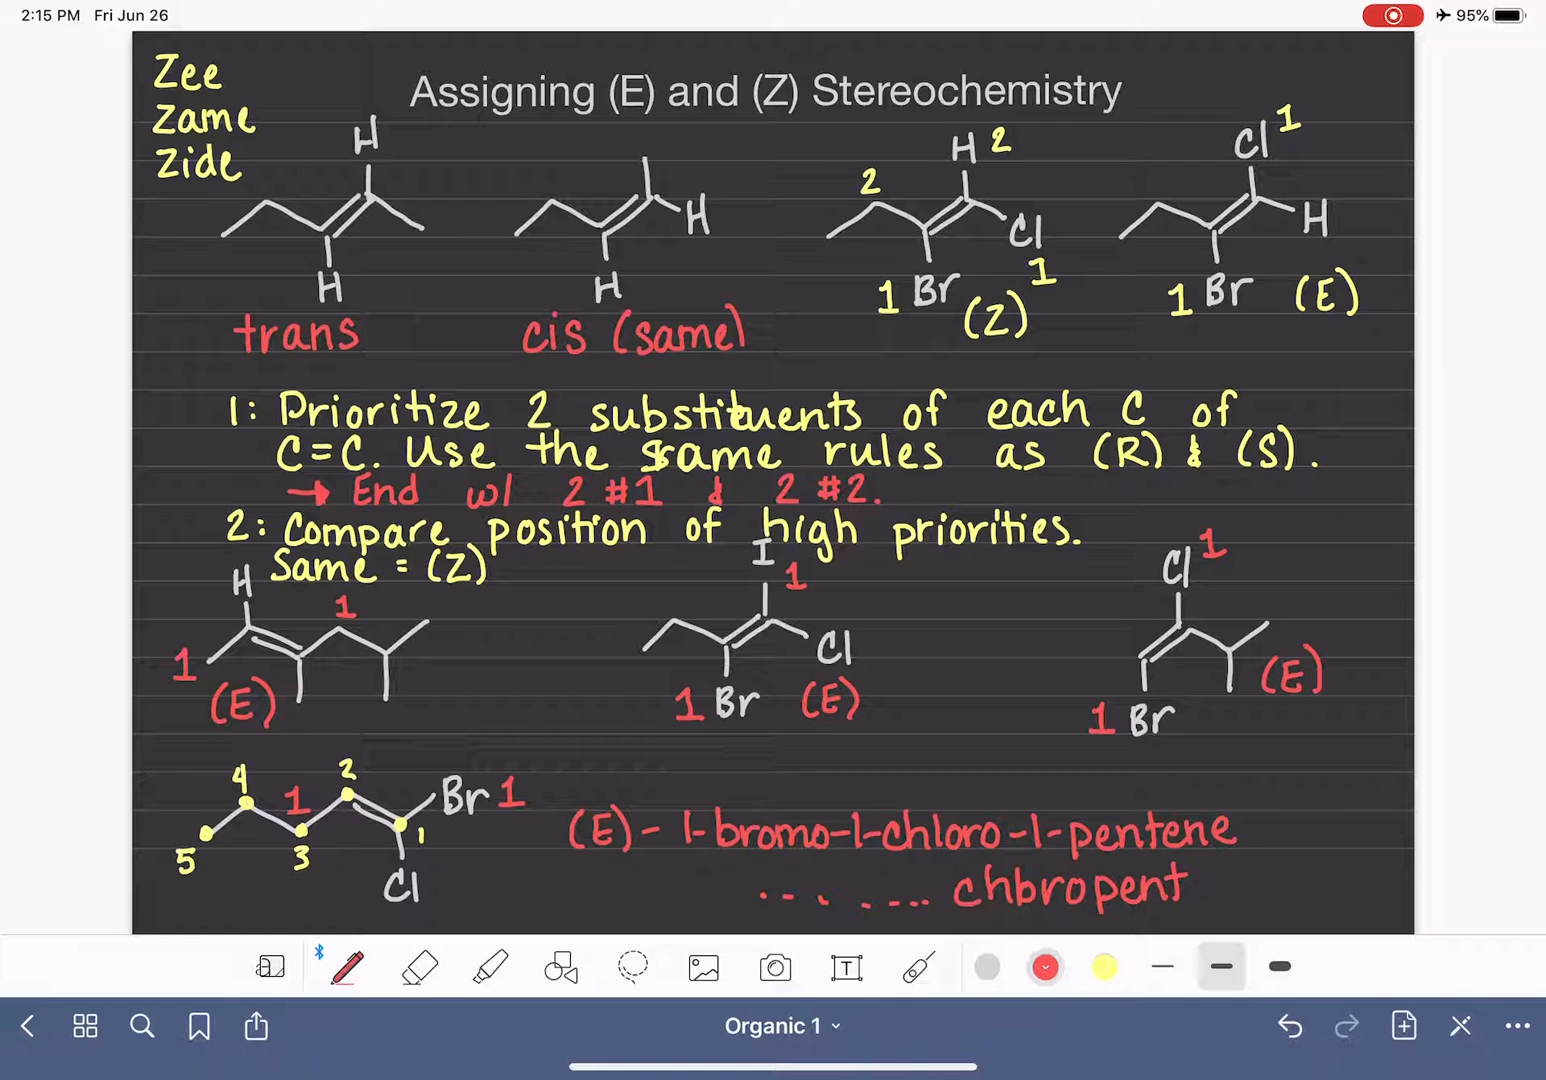 2:15 PM Fri Jun 26
95%
Assigning (E) and (Z) Stereochemistry
Zee
Zame
Zide
H
H
trans
H
H
cis (same)
2
H 2
Cl
1
1 Br
(Z)
Cl 1
H
1 Br
(E)
1: Prioritize 2 substituents of each C of
C=C. Use the same rules as (R) & (S).
→ End w/ 2 #1 & 2 #2.
2: Compare position of high priorities.
Same = (Z)
H
1
1
(E)
I
1
Cl
1 Br
(E)
Cl 1
1 Br
(E)
4
1
2
Br 1
5
3
1
Cl
(E)- 1-bromo-1-chloro-1-pentene
chbropent
T
Organic 1